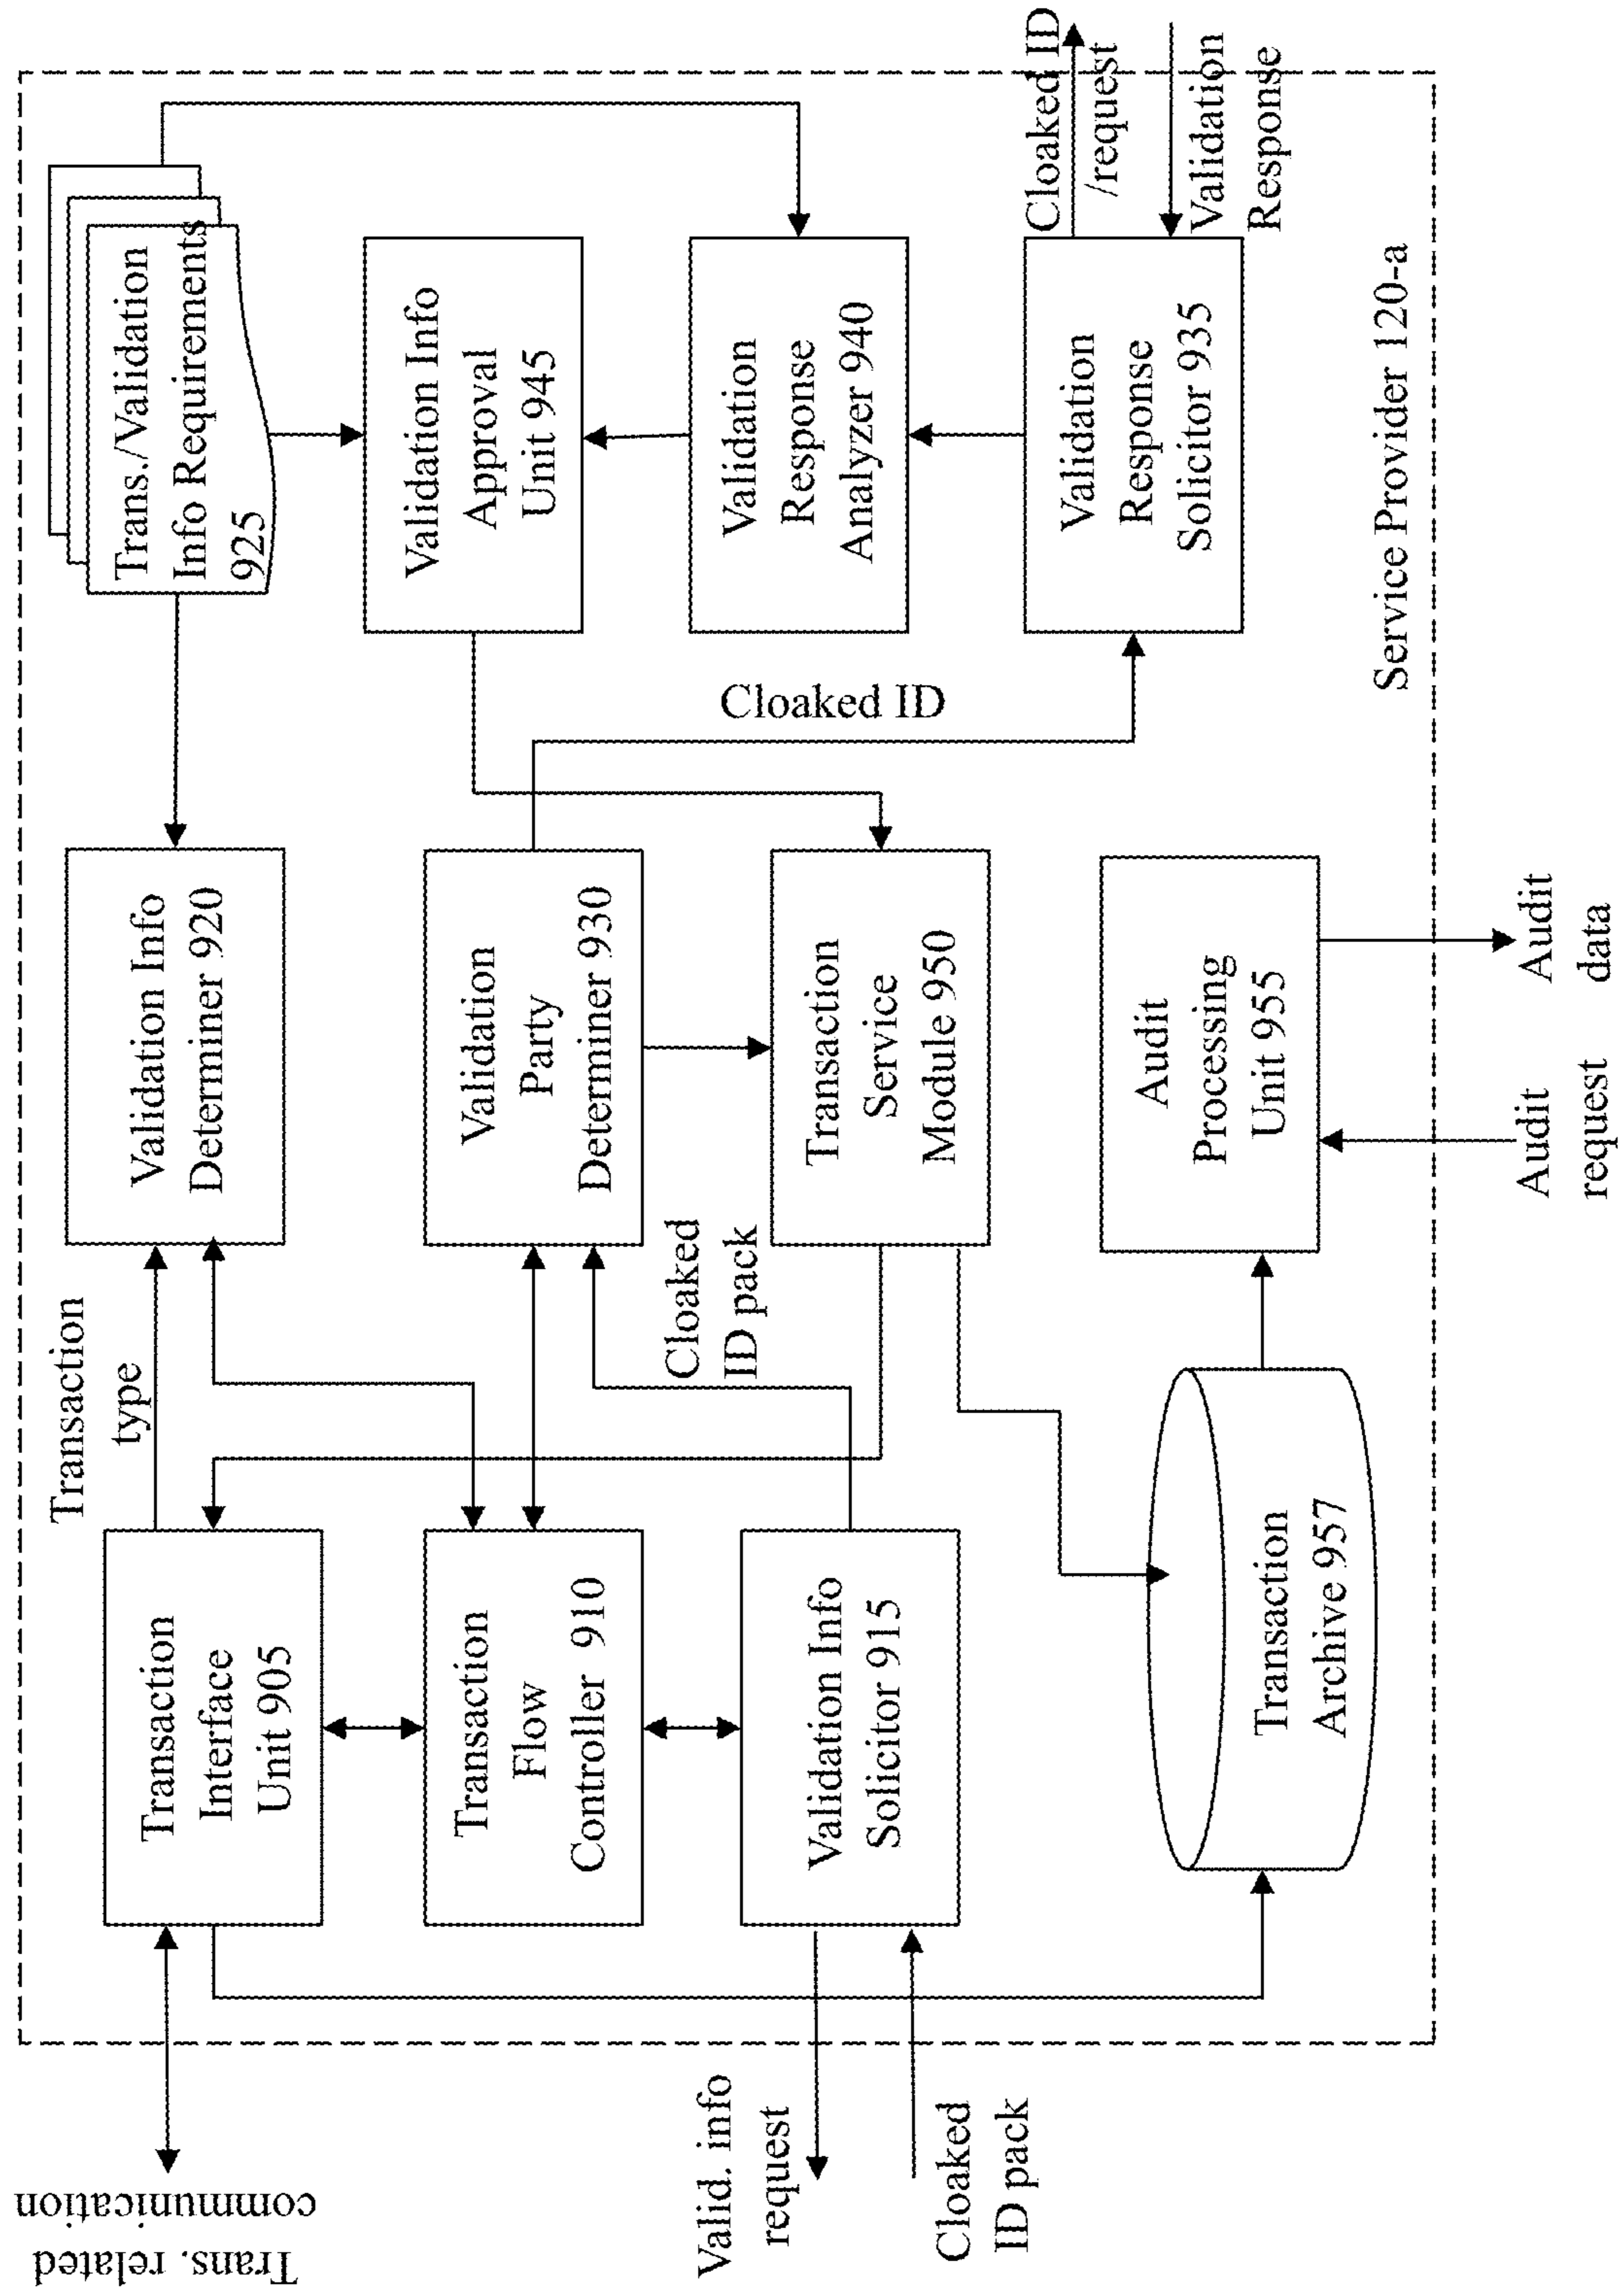 Trans. related
communication
Transaction
Interface
Unit 905
Transaction
type
Validation Info
Determiner 920
Trans./Validation
Info Requirements
925
Transaction
Flow
Controller 910
Validation
Party
Determiner 930
Validation Info
Approval
Unit 945
Valid. info
request
Cloaked
ID pack
Validation Info
Solicitor 915
Cloaked
ID pack
Transaction
Service
Module 950
Cloaked ID
Validation
Response
Analyzer 940
Transaction
Archive 957
Audit
Processing
Unit 955
Validation
Response
Solicitor 935
Cloaked ID
/request
Validation
Response
Service Provider 120-a
Audit
request
Audit
data